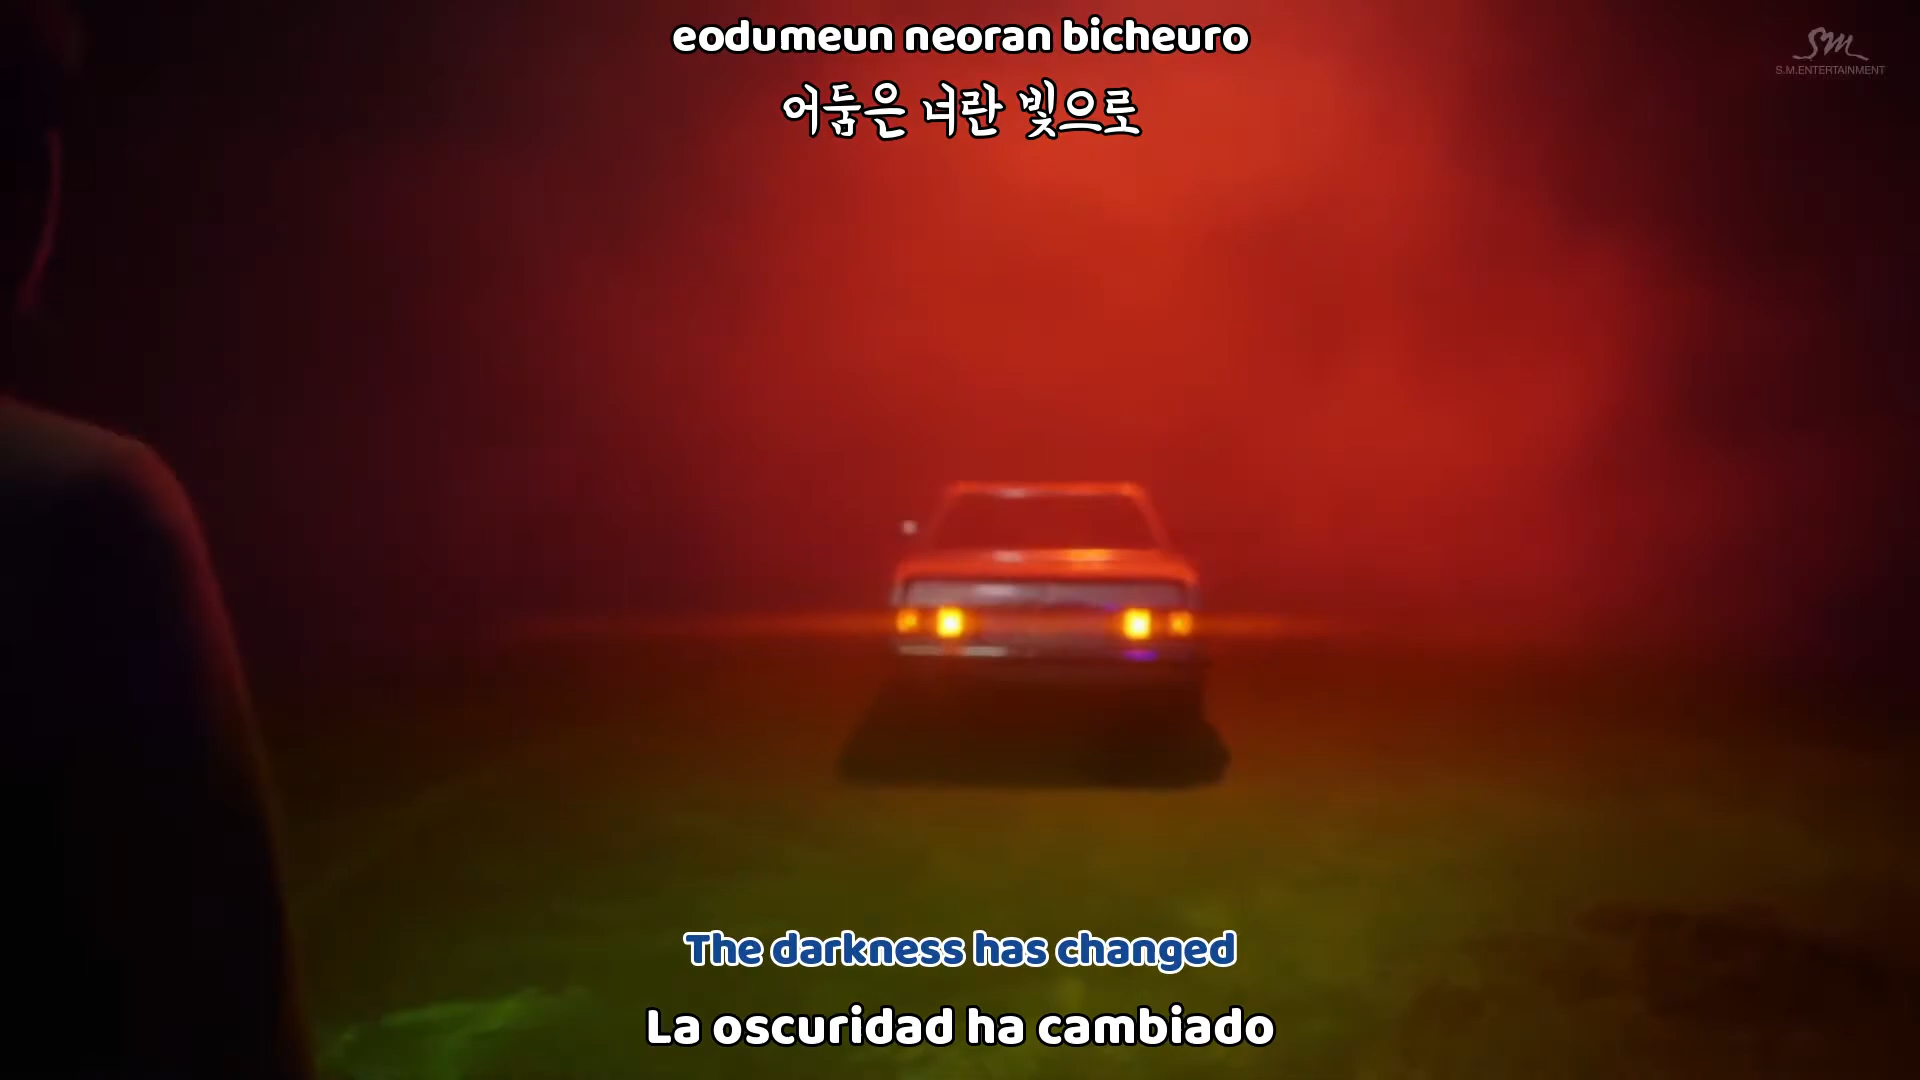 eodumeun neoran bicheuro
SM
S.M.ENTERTAINMENT
어둠은 너란 빛으로
The darkness has changed
La oscuridad ha cambiado